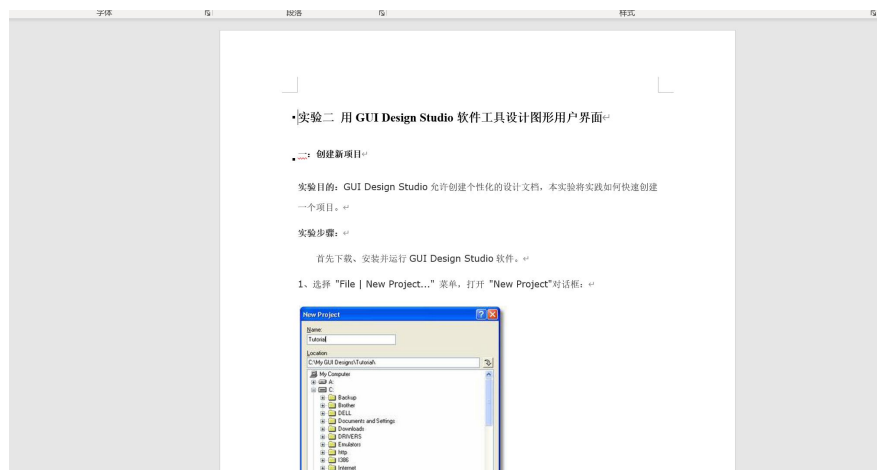 字体
段落
样式
实验二 用 GUI Design Studio 软件工具设计图形用户界面
一：创建新项目
实验目的：GUI Design Studio 允许创建个性化的设计文档，本实验将实践如何快速创建
一个项目。
实验步骤：
首先下载、安装并运行 GUI Design Studio 软件。
1、选择 "File | New Project..." 菜单，打开 "New Project"对话框：
New Project
Name:
Tutorial
Location
C:\My GUI Designs\Tutorial\
My Computer
A:
C:
Backup
Brother
DELL
Documents and Settings
Downloads
DRIVERS
Emulators
Http
I386
Internet